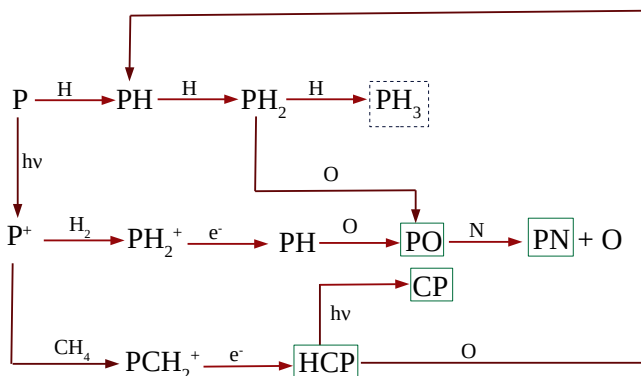 H H H
P PH PH₂ PH₃
hν
O
H₂ e⁻ O N
P⁺ PH₂⁺ PH PO PN + O
CP
hν
CH₄ e⁻ O
PCH₂⁺ HCP